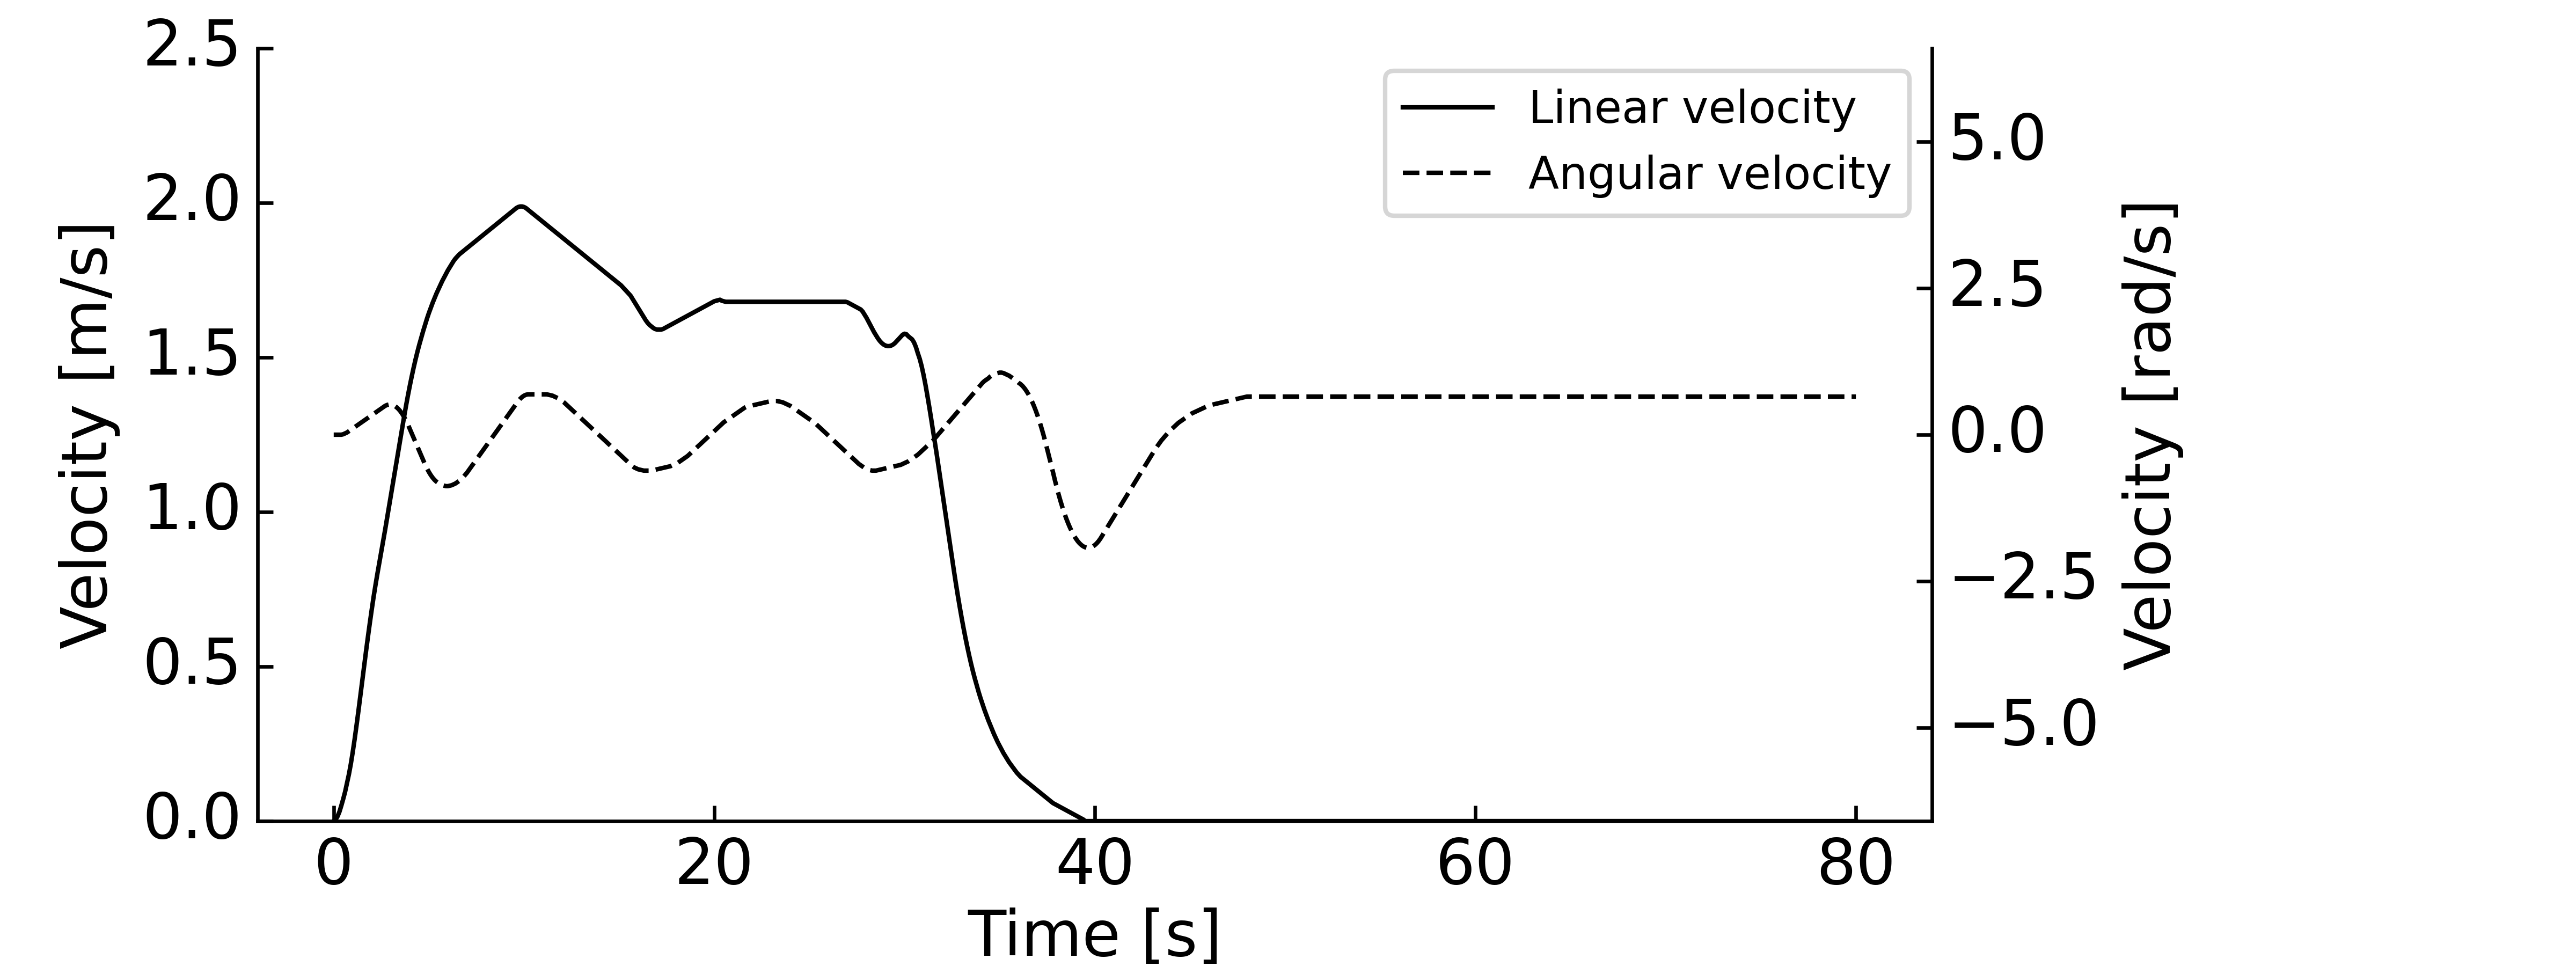 2.5
2.0
1.5
1.0
0.5
0.0
Velocity [m/s]
Linear velocity
Angular velocity
5.0
2.5
0.0
−2.5
−5.0
Velocity [rad/s]
0 20 40 60 80
Time [s]